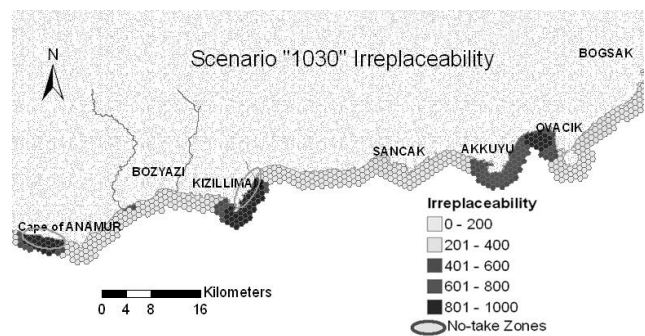 Scenario "1030" Irreplaceability
N
BOGSAK
OVACIK
AKKUYU
SANCAK
BOZYAZI
KIZILLIMAN
Cape of ANAMUR
Irreplaceability
0 - 200
201 - 400
401 - 600
601 - 800
801 - 1000
No-take Zones
Kilometers
0 4 8 16